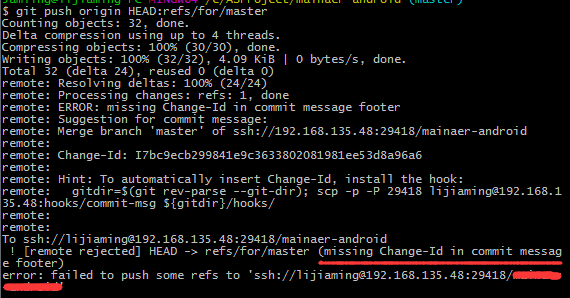 $ git push origin HEAD:refs/for/master
Counting objects: 32, done.
Delta compression using up to 4 threads.
Compressing objects: 100% (30/30), done.
Writing objects: 100% (32/32), 4.09 KiB | 0 bytes/s, done.
Total 32 (delta 24), reused 0 (delta 0)
remote: Resolving deltas: 100% (24/24)
remote: Processing changes: refs: 1, done
remote: ERROR: missing Change-Id in commit message footer
remote: Suggestion for commit message:
remote: Merge branch 'master' of ssh://192.168.135.48:29418/mainaer-android
remote:
remote: Change-Id: I7bc9ecb299841e9c3633802081981ee53d8a96a6
remote:
remote: Hint: To automatically insert Change-Id, install the hook:
remote:   gitdir=$(git rev-parse --git-dir); scp -p -P 29418 lijiaming@192.168.1
35.48:hooks/commit-msg ${gitdir}/hooks/
remote:
remote:
To ssh://lijiaming@192.168.135.48:29418/mainaer-android
 ! [remote rejected] HEAD -> refs/for/master (missing Change-Id in commit messag
e footer)
error: failed to push some refs to 'ssh://lijiaming@192.168.135.48:29418/